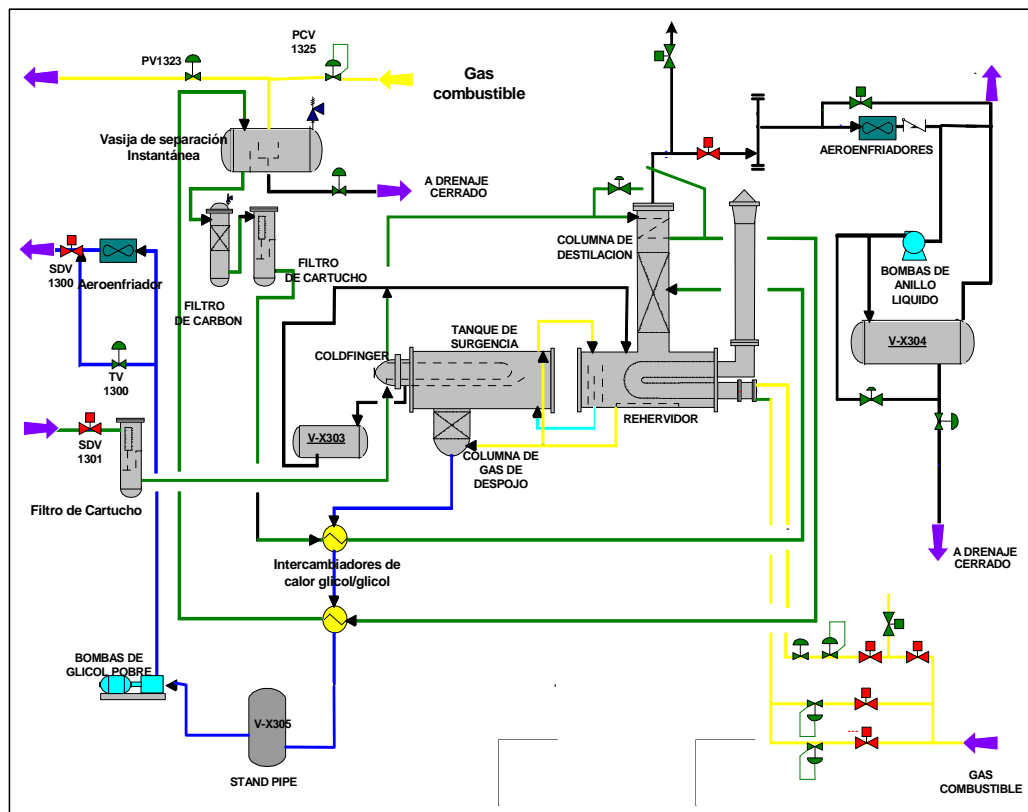 PCV
1325
PV1323
Gas
combustible
Vasija de separación
Instantánea
AEROENFRIADORES
A DRENAJE
CERRADO
COLUMNA DE
DESTILACION
SDV
1300
Aeroenfriador
FILTRO
DE CARTUCHO
FILTRO
DE CARBON
BOMBAS DE
ANILLO
LIQUIDO
TANQUE DE
SURGENCIA
COLDFINGER
V-X304
TV
1300
REHERVIDOR
SDV
1301
V-X303
COLUMNA DE
GAS DE
DESPOJO
Filtro de Cartucho
A DRENAJE
CERRADO
Intercambiadores de
calor glicol/glicol
BOMBAS DE
GLICOL POBRE
V-X305
STAND PIPE
GAS
COMBUSTIBLE